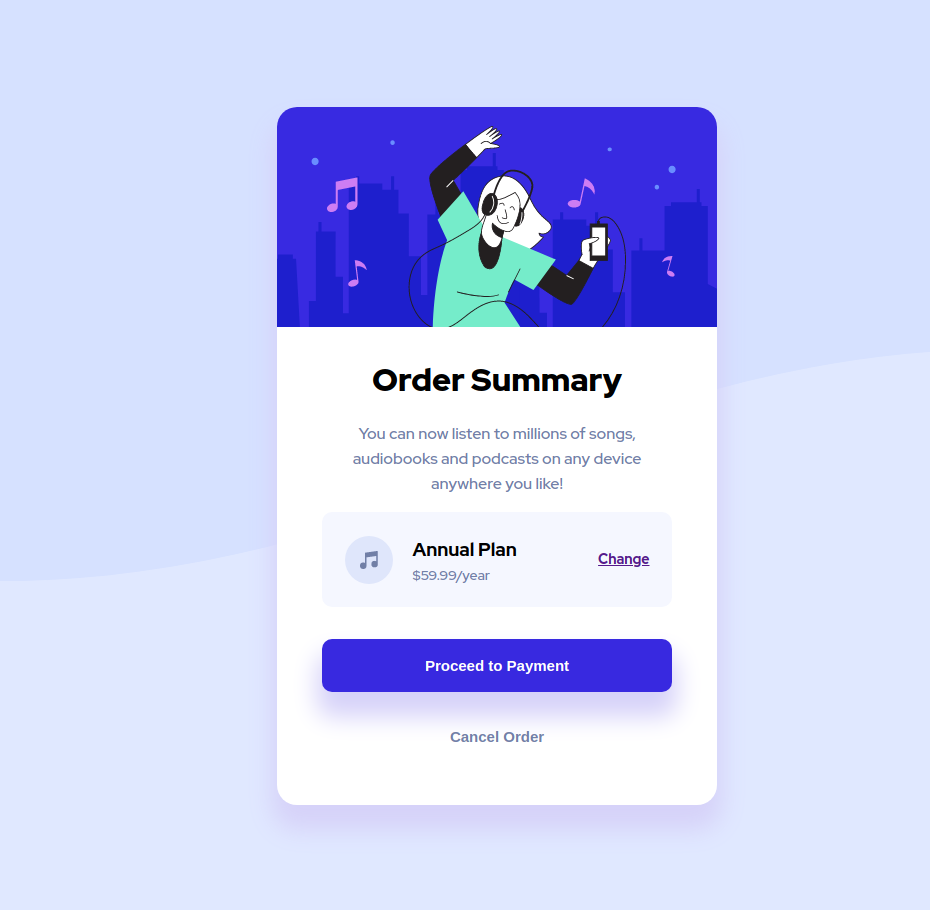 Order Summary
You can now listen to millions of songs,
audiobooks and podcasts on any device
anywhere you like!
Annual Plan
$59.99/year
Change
Proceed to Payment
Cancel Order